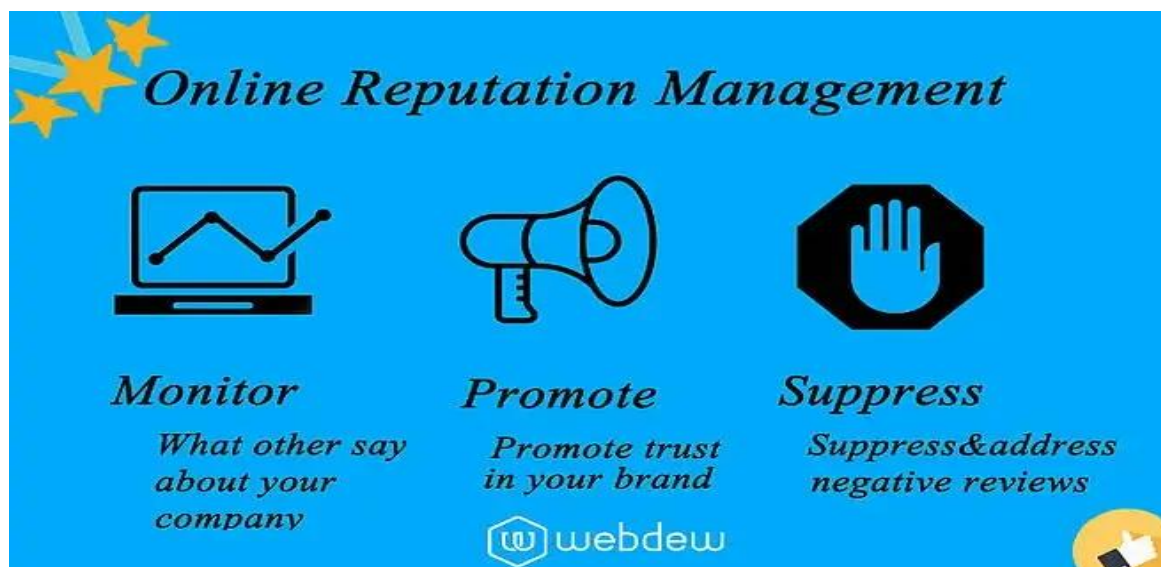 Online Reputation Management
Monitor
What other say
about your
company
Promote
Promote trust
in your brand
Suppress
Suppress&address
negative reviews
webdew